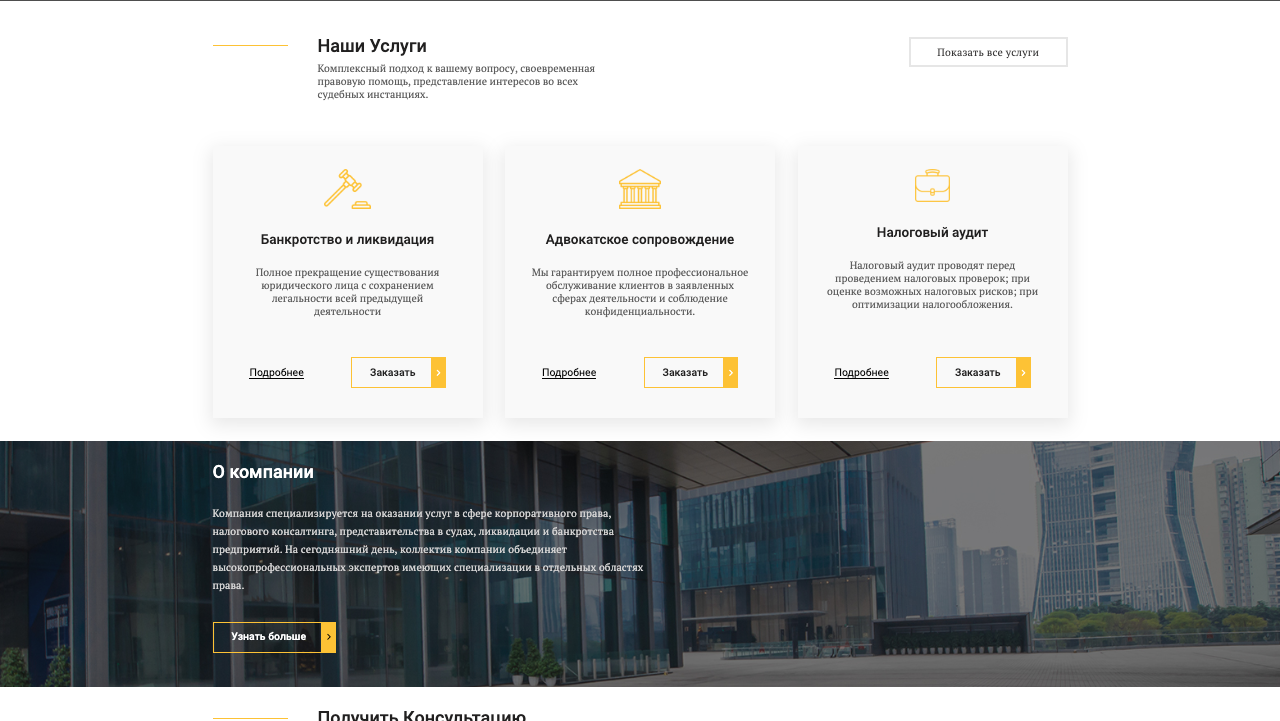 Наши Услуги
Показать все услуги
Комплексный подход к вашему вопросу, своевременная
правовую помощь, представление интересов во всех
судебных инстанциях.
Банкротство и ликвидация
Полное прекращение существования
юридического лица с сохранением
легальности всей предыдущей
деятельности
Подробнее
Заказать
Адвокатское сопровождение
Мы гарантируем полное профессиональное
обслуживание клиентов в заявленных
сферах деятельности и соблюдение
конфиденциальности.
Подробнее
Заказать
Налоговый аудит
Налоговый аудит проводят перед
проведением налоговых проверок; при
оценке возможных налоговых рисков; при
оптимизации налогообложения.
Подробнее
Заказать
О компании
Компания специализируется на оказании услуг в сфере корпоративного права,
налогового консалтинга, представительства в судах, ликвидации и банкротства
предприятий. На сегодняшний день, коллектив компании объединяет
высокопрофессиональных экспертов имеющих специализации в отдельных областях
права.
Узнать больше
Получить Консультацию